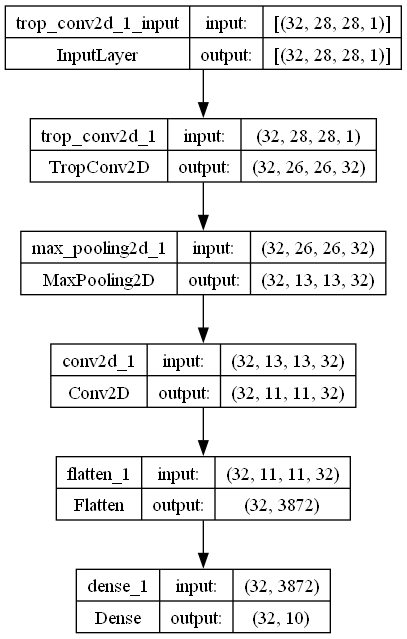 trop_conv2d_1_input input: [(32, 28, 28, 1)]
InputLayer output: [(32, 28, 28, 1)]
trop_conv2d_1 input: (32, 28, 28, 1)
TropConv2D output: (32, 26, 26, 32)
max_pooling2d_1 input: (32, 26, 26, 32)
MaxPooling2D output: (32, 13, 13, 32)
conv2d_1 input: (32, 13, 13, 32)
Conv2D output: (32, 11, 11, 32)
flatten_1 input: (32, 11, 11, 32)
Flatten output: (32, 3872)
dense_1 input: (32, 3872)
Dense output: (32, 10)